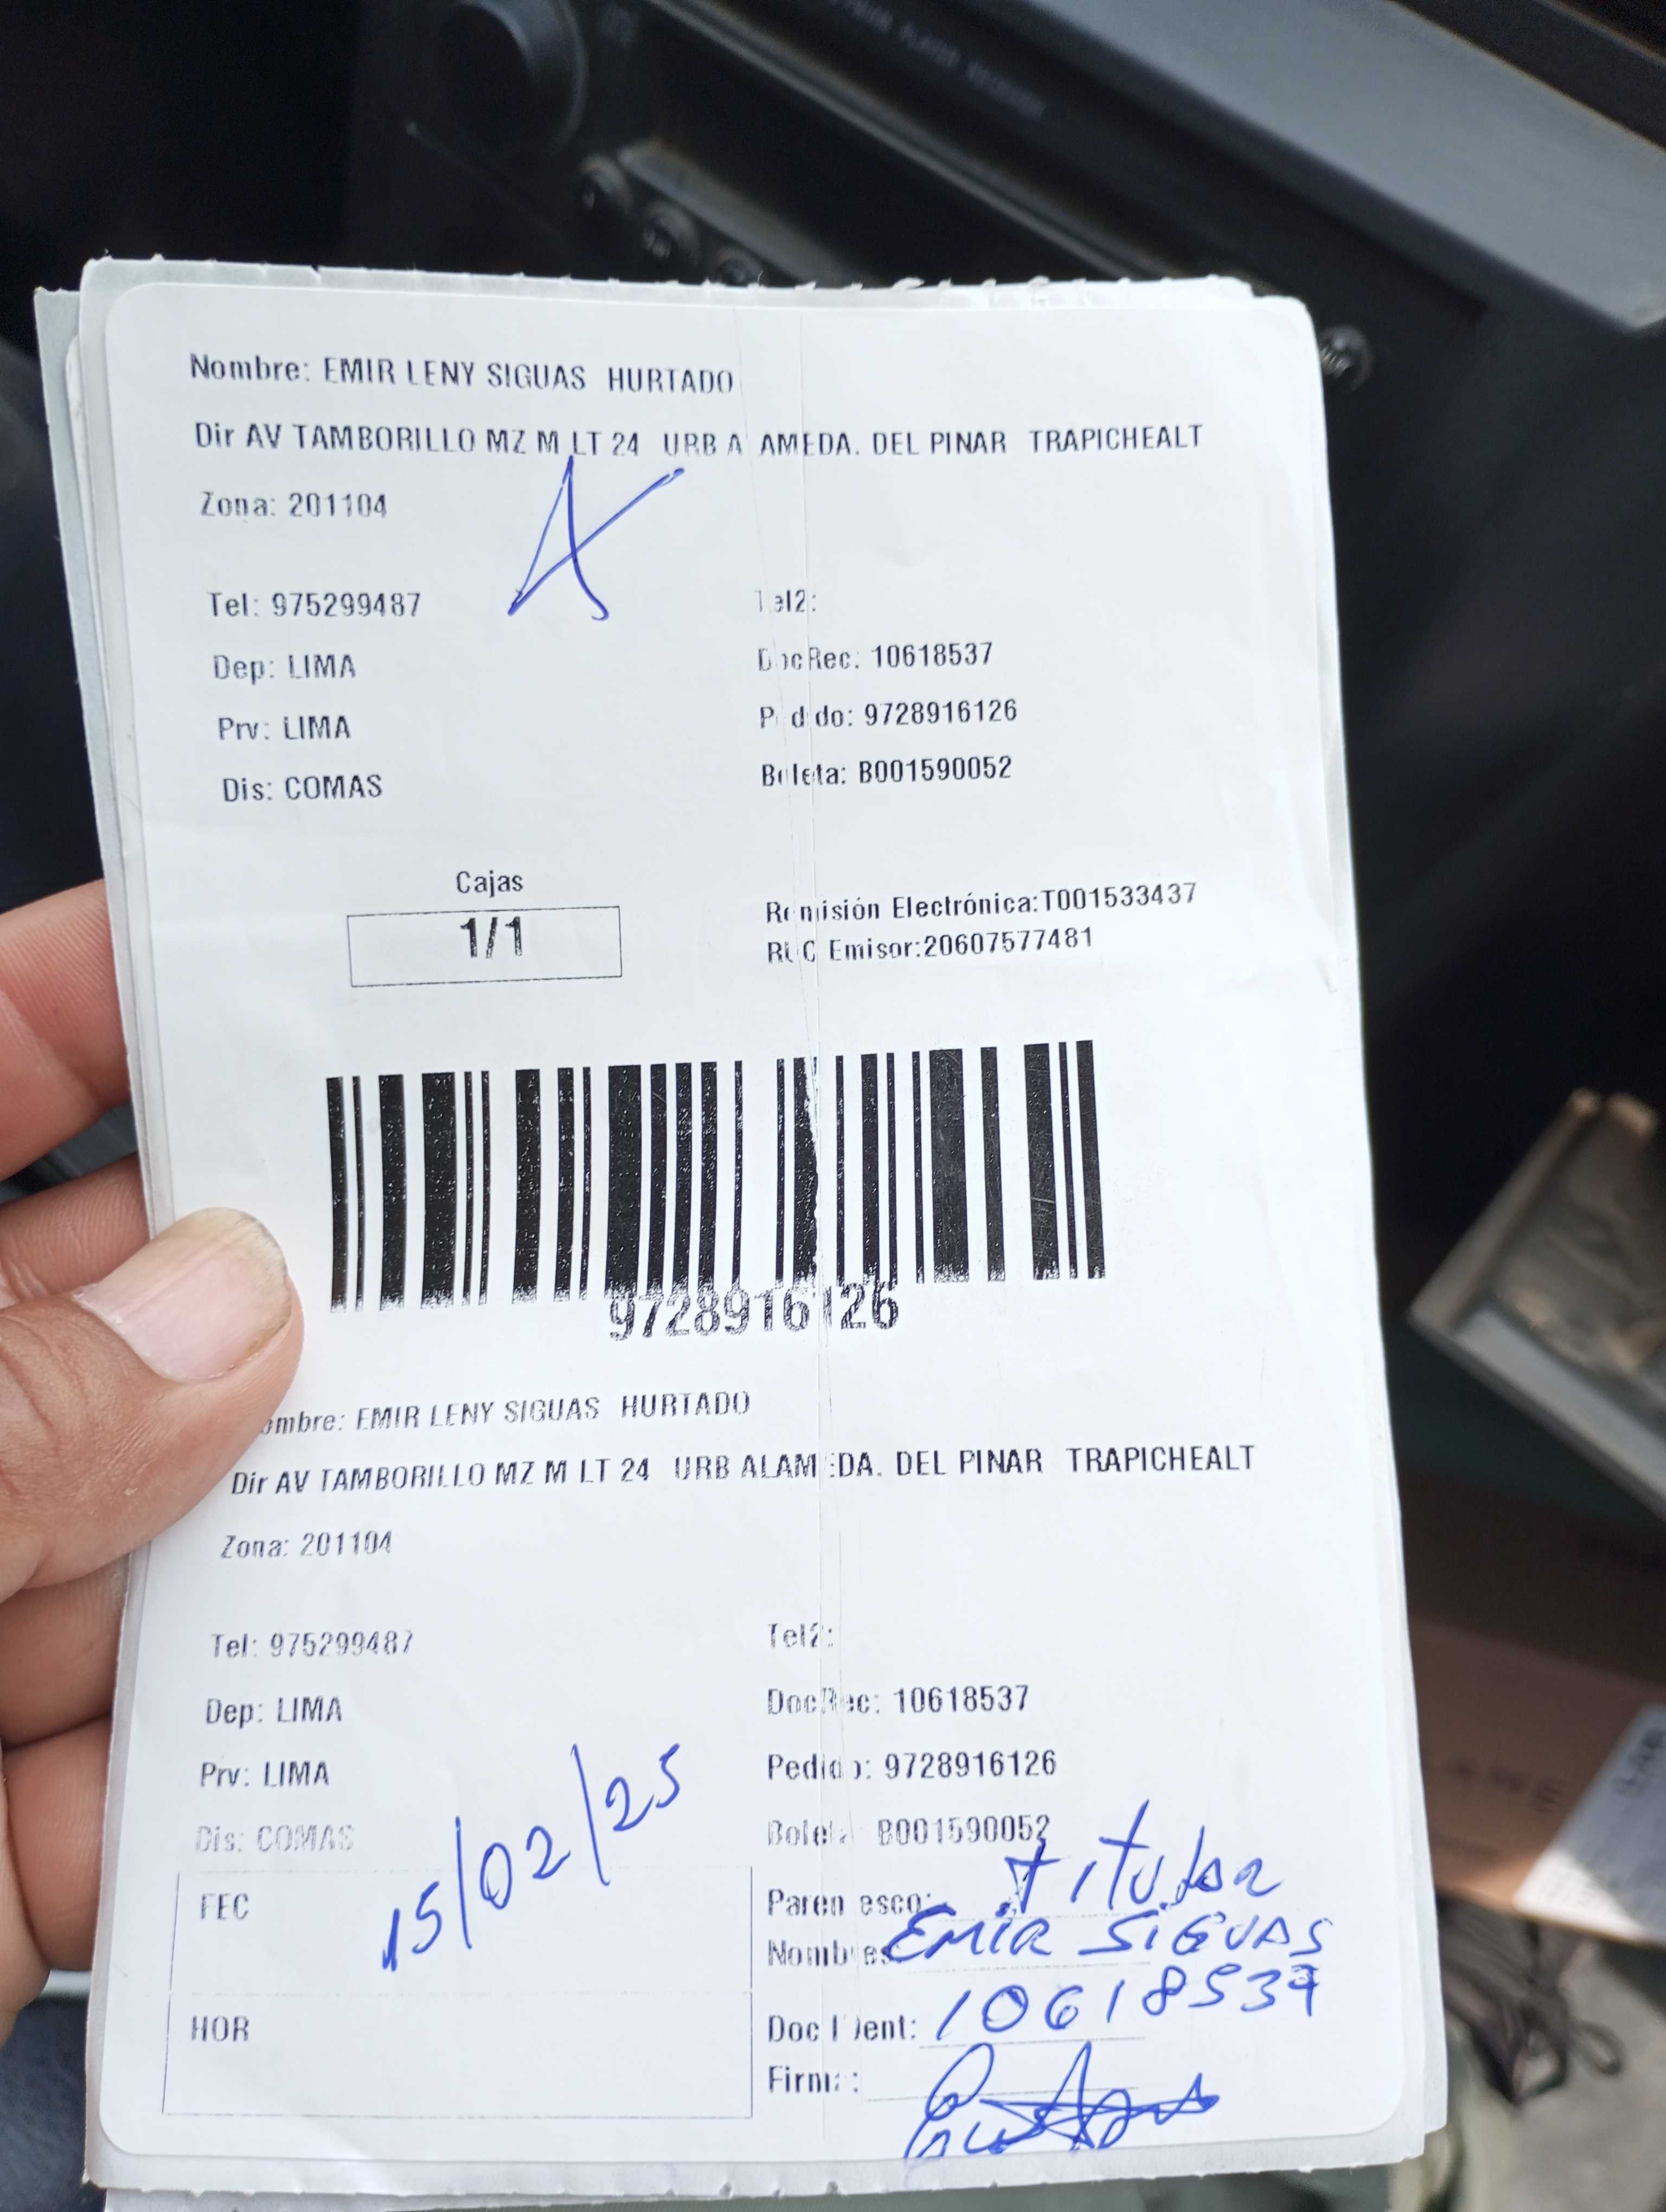 Nombre: EMIR LENY SIGUAS HURTADO
Dir AV TAMBORILLO MZ M LT 24 URB A AMEDA. DEL PINAR TRAPICHEALT
Zona: 201104
Tel: 975299487 Tel2:
Dep: LIMA DocRec: 10618537
Prv: LIMA Pedido: 9728916126
Dis: COMAS Boleta: B001590052
Cajas
1/1
Remisión Electrónica:T001533437
RUC Emisor:20607577481
9728916126
ombre: EMIR LENY SIGUAS HURTADO
Dir AV TAMBORILLO MZ M LT 24 URB ALAMEDA. DEL PINAR TRAPICHEALT
Zona: 201104
Tel: 975299487 Tel2:
Dep: LIMA DocRec: 10618537
Prv: LIMA Pedido: 9728916126
Dis: COMAS Boleta B001590052
FEC 15/02/25
Parentesco: titular
Nombres EMIR SIGUAS
HOR
Doc Ident: 10618537
Firma: